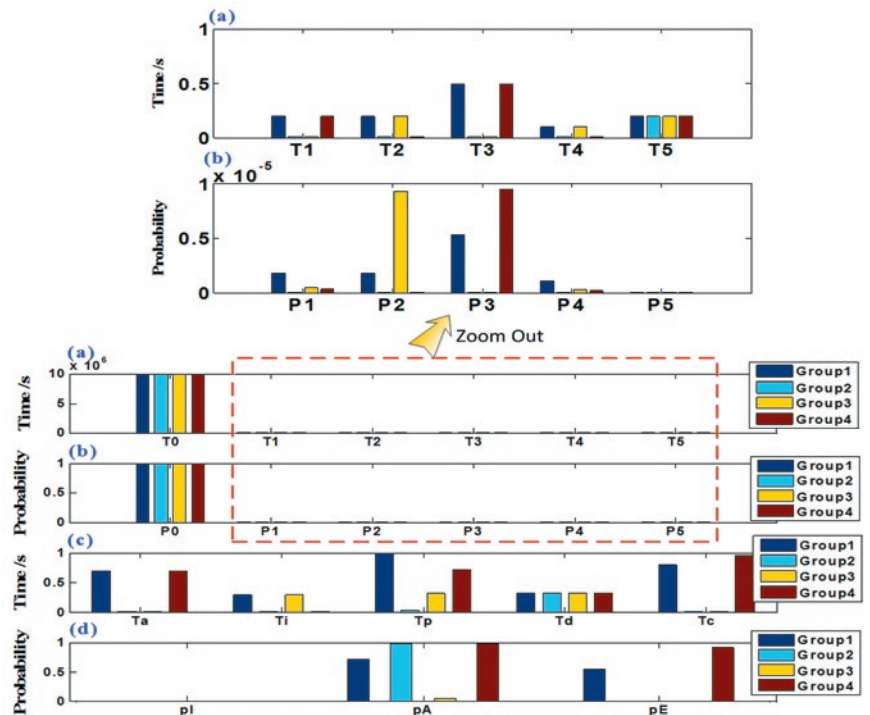 (a)
1
0.5
0
Time/s
T1 T2 T3 T4 T5
(b)
x 10 -5
1
0.5
0
Probability
P1 P2 P3 P4 P5
Zoom Out
(a)
x 10 6
10
5
0
Time/s
T0 T1 T2 T3 T4 T5
Group1
Group2
Group3
Group4
(b)
1
0.5
0
Probability
P0 P1 P2 P3 P4 P5
Group1
Group2
Group3
Group4
(c)
1
0.5
0
Time/s
Ta Ti Tp Td Tc
Group1
Group2
Group3
Group4
(d)
1
0.5
0
Probability
pI pA pE
Group1
Group2
Group3
Group4